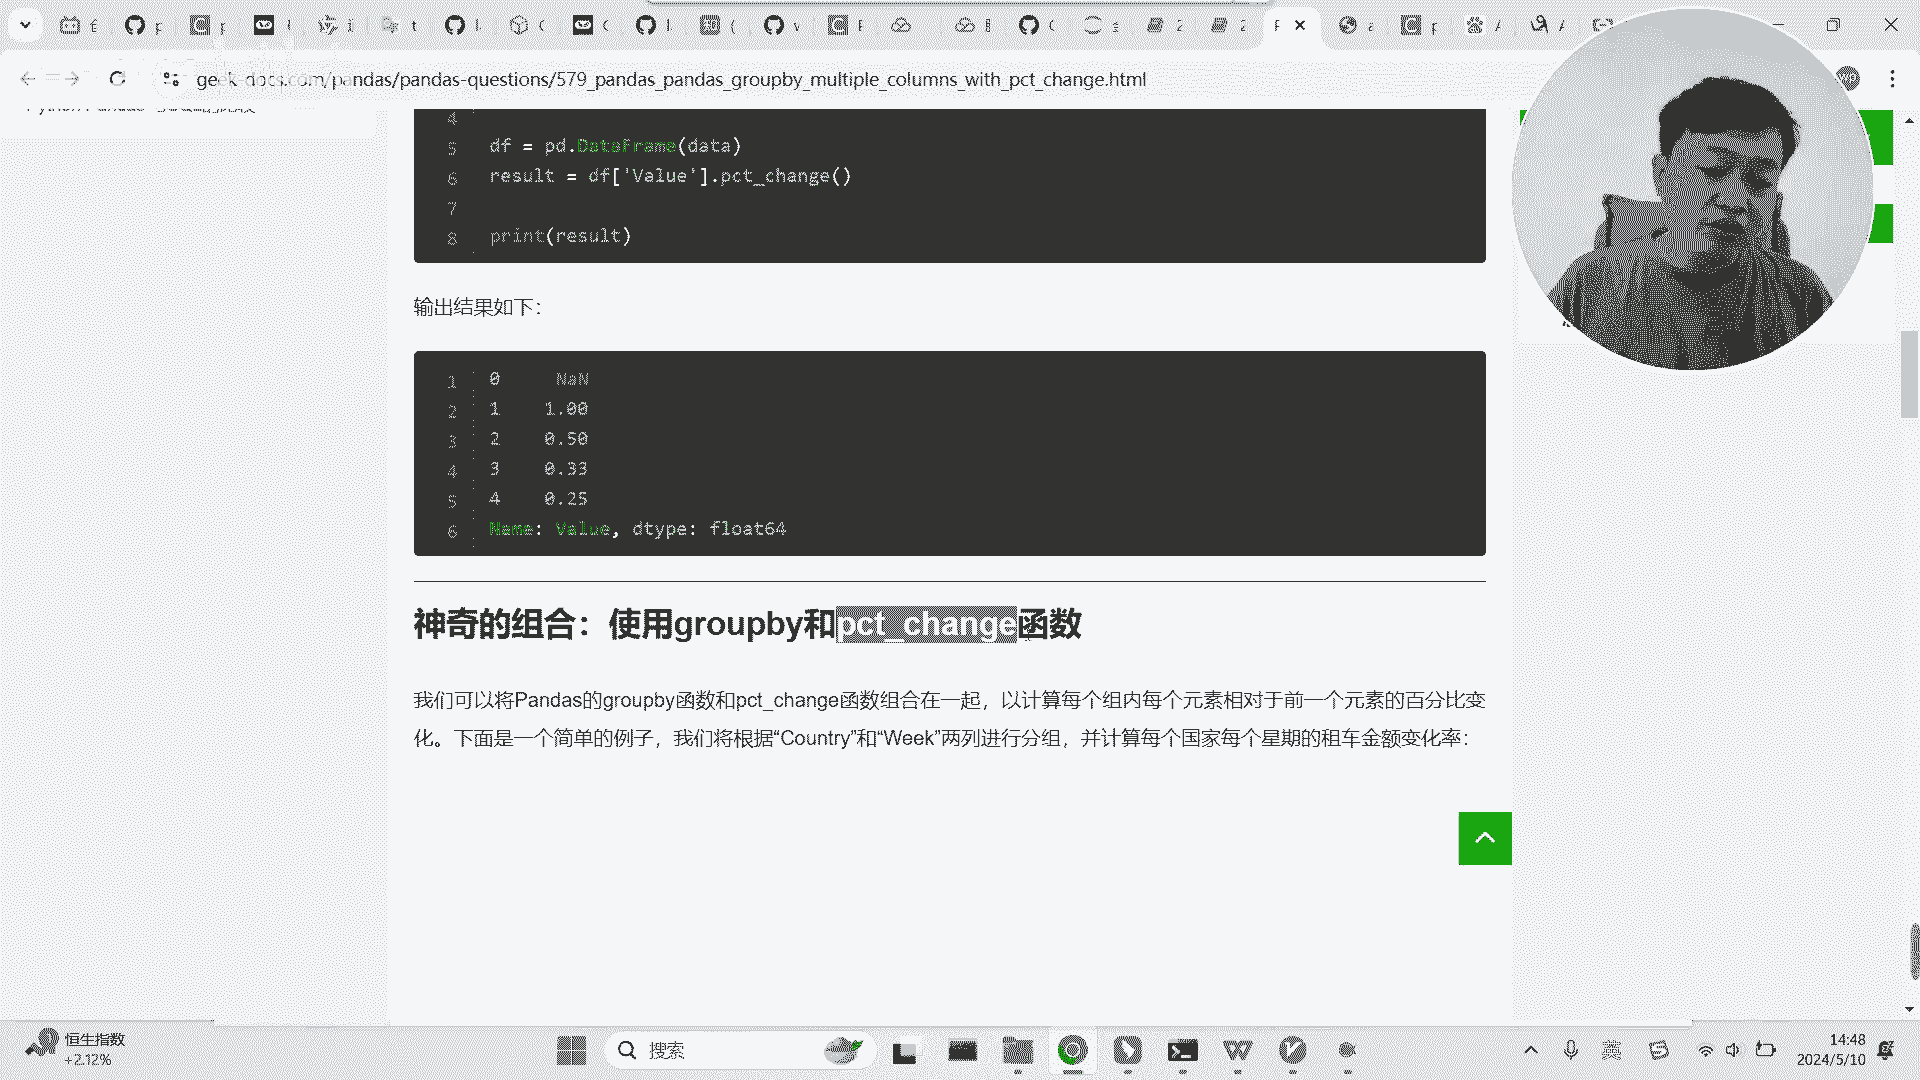 geek-docs.com/pandas/pandas-questions/579_pandas_pandas_groupby_multiple_columns_with_pct_change.html
4
5 df = pd.DataFrame(data)
6 result = df['Value'].pct_change()
7
8 print(result)
输出结果如下：
1 0 NaN
2 1 1.00
3 2 0.50
4 3 0.33
5 4 0.25
6 Name: Value, dtype: float64
神奇的组合：使用groupby和pct_change函数
我们可以将Pandas的groupby函数和pct_change函数组合在一起，以计算每个组内每个元素相对于前一个元素的百分比变
化。下面是一个简单的例子，我们将根据“Country”和“Week”两列进行分组，并计算每个国家每个星期的租车金额变化率：
恒生指数
+2.12%
搜索
英
14:48
2024/5/10